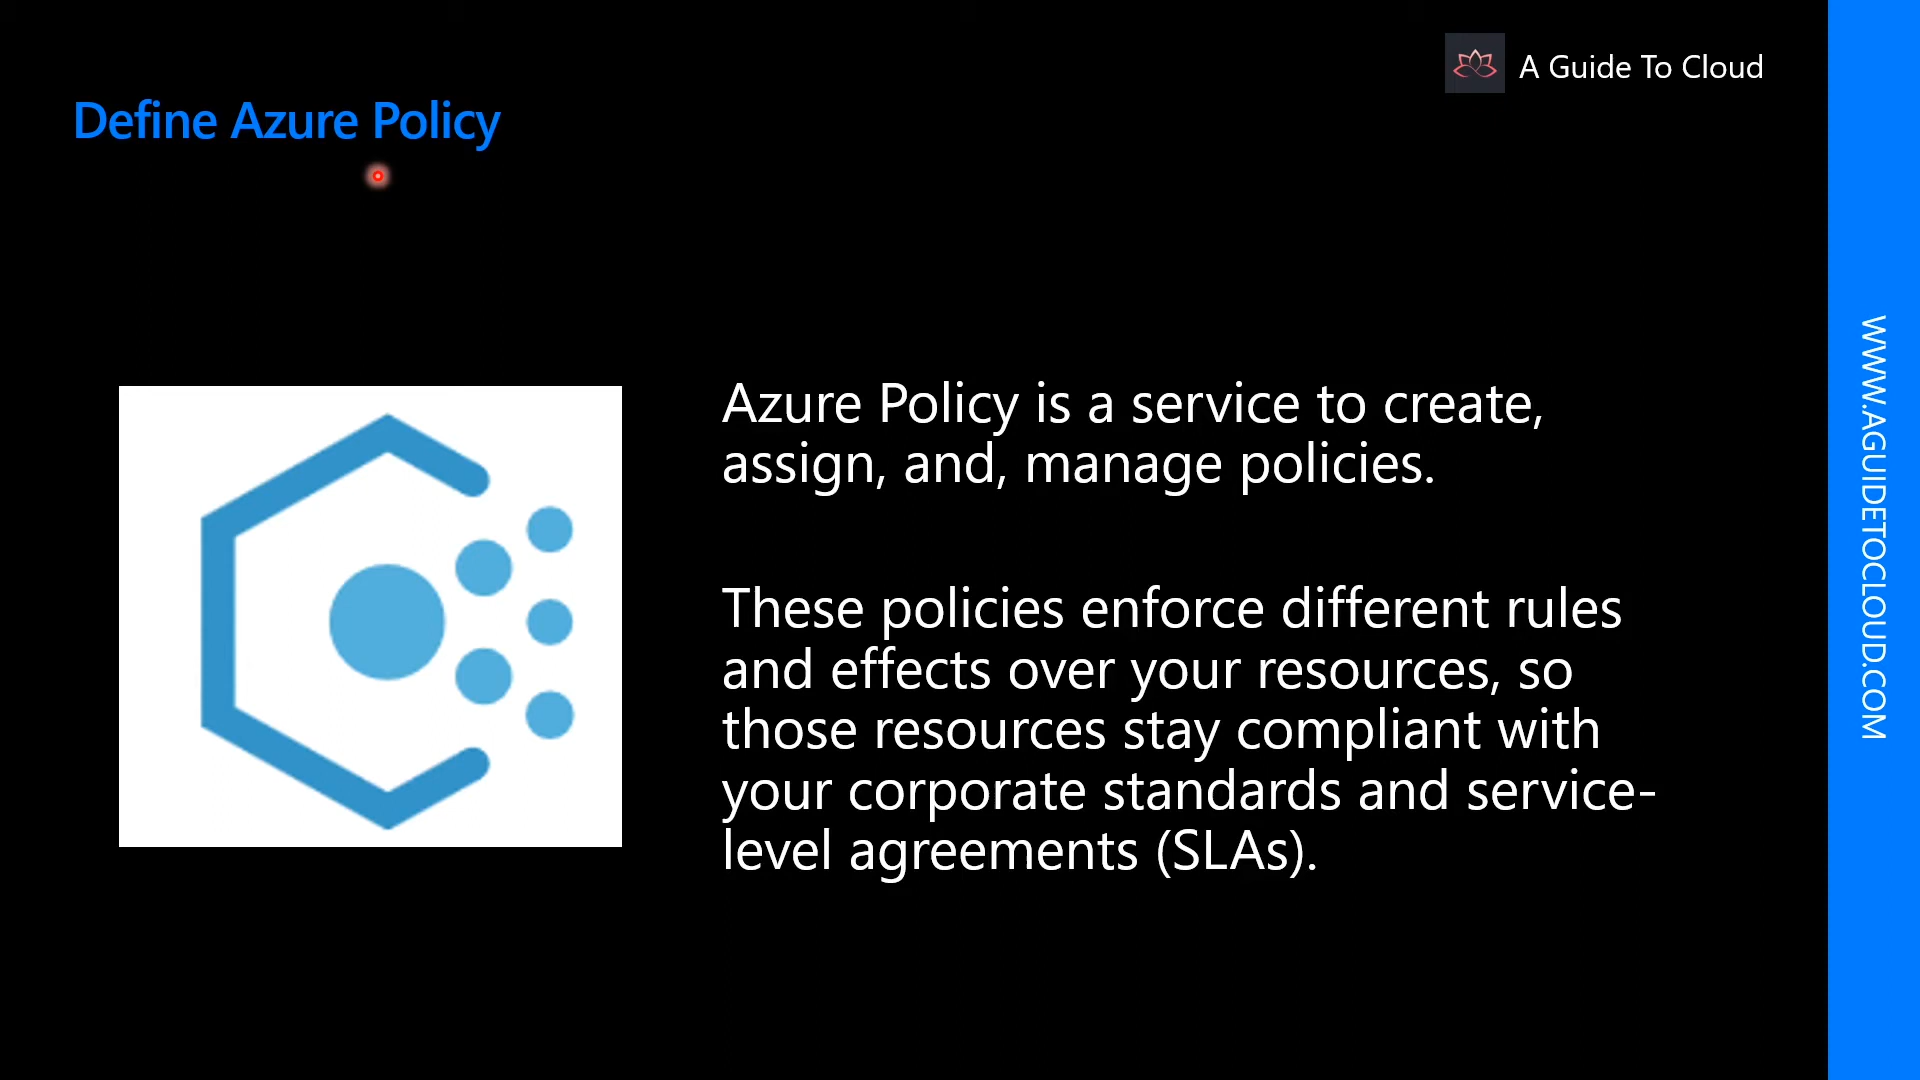 A Guide To Cloud
Define Azure Policy
Azure Policy is a service to create,
assign, and, manage policies.
These policies enforce different rules
and effects over your resources, so
those resources stay compliant with
your corporate standards and service-
level agreements (SLAs).
WWW.AGUIDETOCLOUD.COM